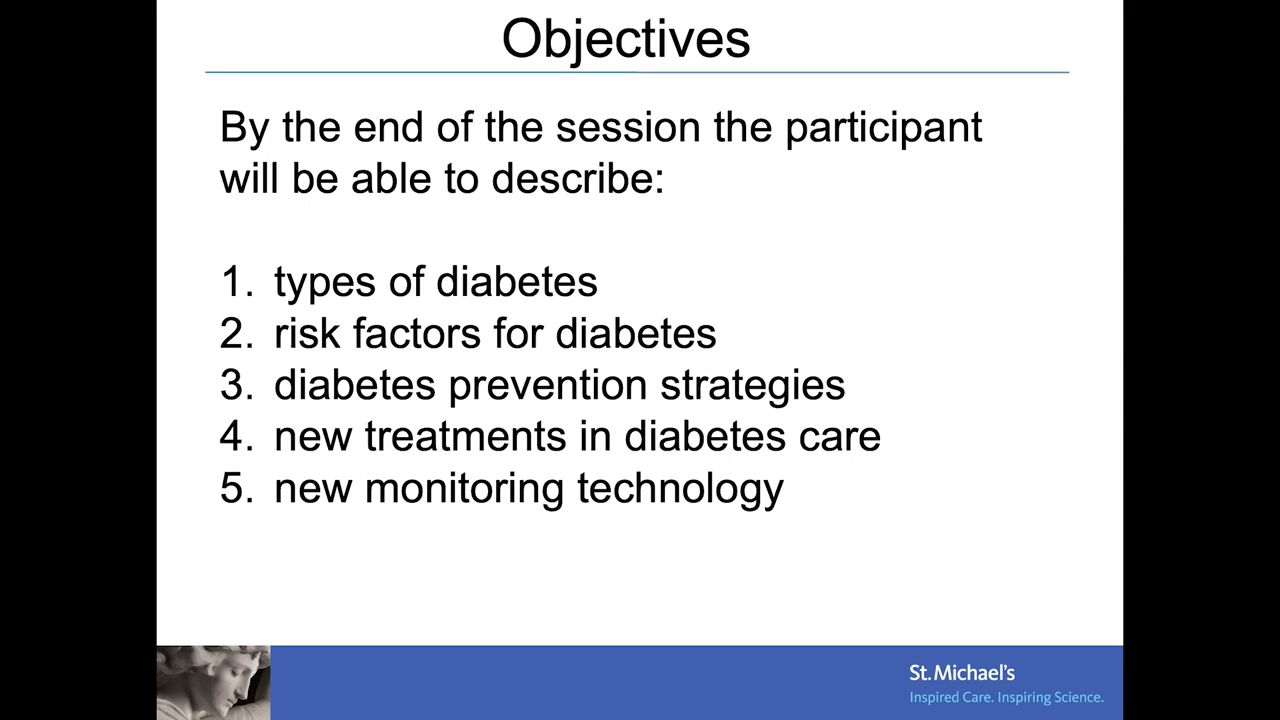 Objectives
By the end of the session the participant
will be able to describe:
1. types of diabetes
2. risk factors for diabetes
3. diabetes prevention strategies
4. new treatments in diabetes care
5. new monitoring technology
St. Michael's
Inspired Care. Inspiring Science.